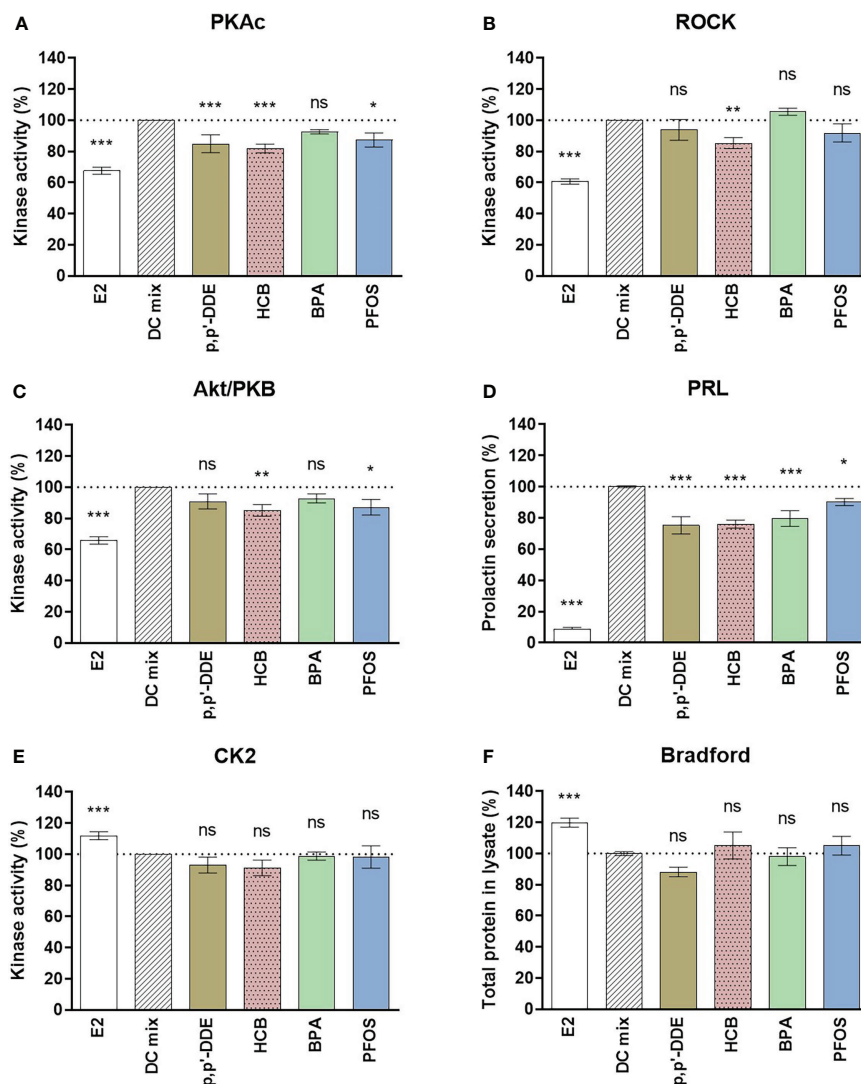 A
PKAc
Kinase activity (%)
140
120
100
80
60
40
20
0
***
***
***
ns
*
E2
DC mix
p,p'-DDE
HCB
BPA
PFOS
B
ROCK
Kinase activity (%)
140
120
100
80
60
40
20
0
***
ns
**
ns
ns
E2
DC mix
p,p'-DDE
HCB
BPA
PFOS
C
Akt/PKB
Kinase activity (%)
140
120
100
80
60
40
20
0
***
ns
**
ns
*
E2
DC mix
p,p'-DDE
HCB
BPA
PFOS
D
PRL
Prolactin secretion (%)
140
120
100
80
60
40
20
0
***
***
***
***
*
E2
DC mix
p,p'-DDE
HCB
BPA
PFOS
E
CK2
Kinase activity (%)
140
120
100
80
60
40
20
0
***
ns
ns
ns
ns
E2
DC mix
p,p'-DDE
HCB
BPA
PFOS
F
Bradford
Total protein in lysate (%)
140
120
100
80
60
40
20
0
***
ns
ns
ns
ns
E2
DC mix
p,p'-DDE
HCB
BPA
PFOS